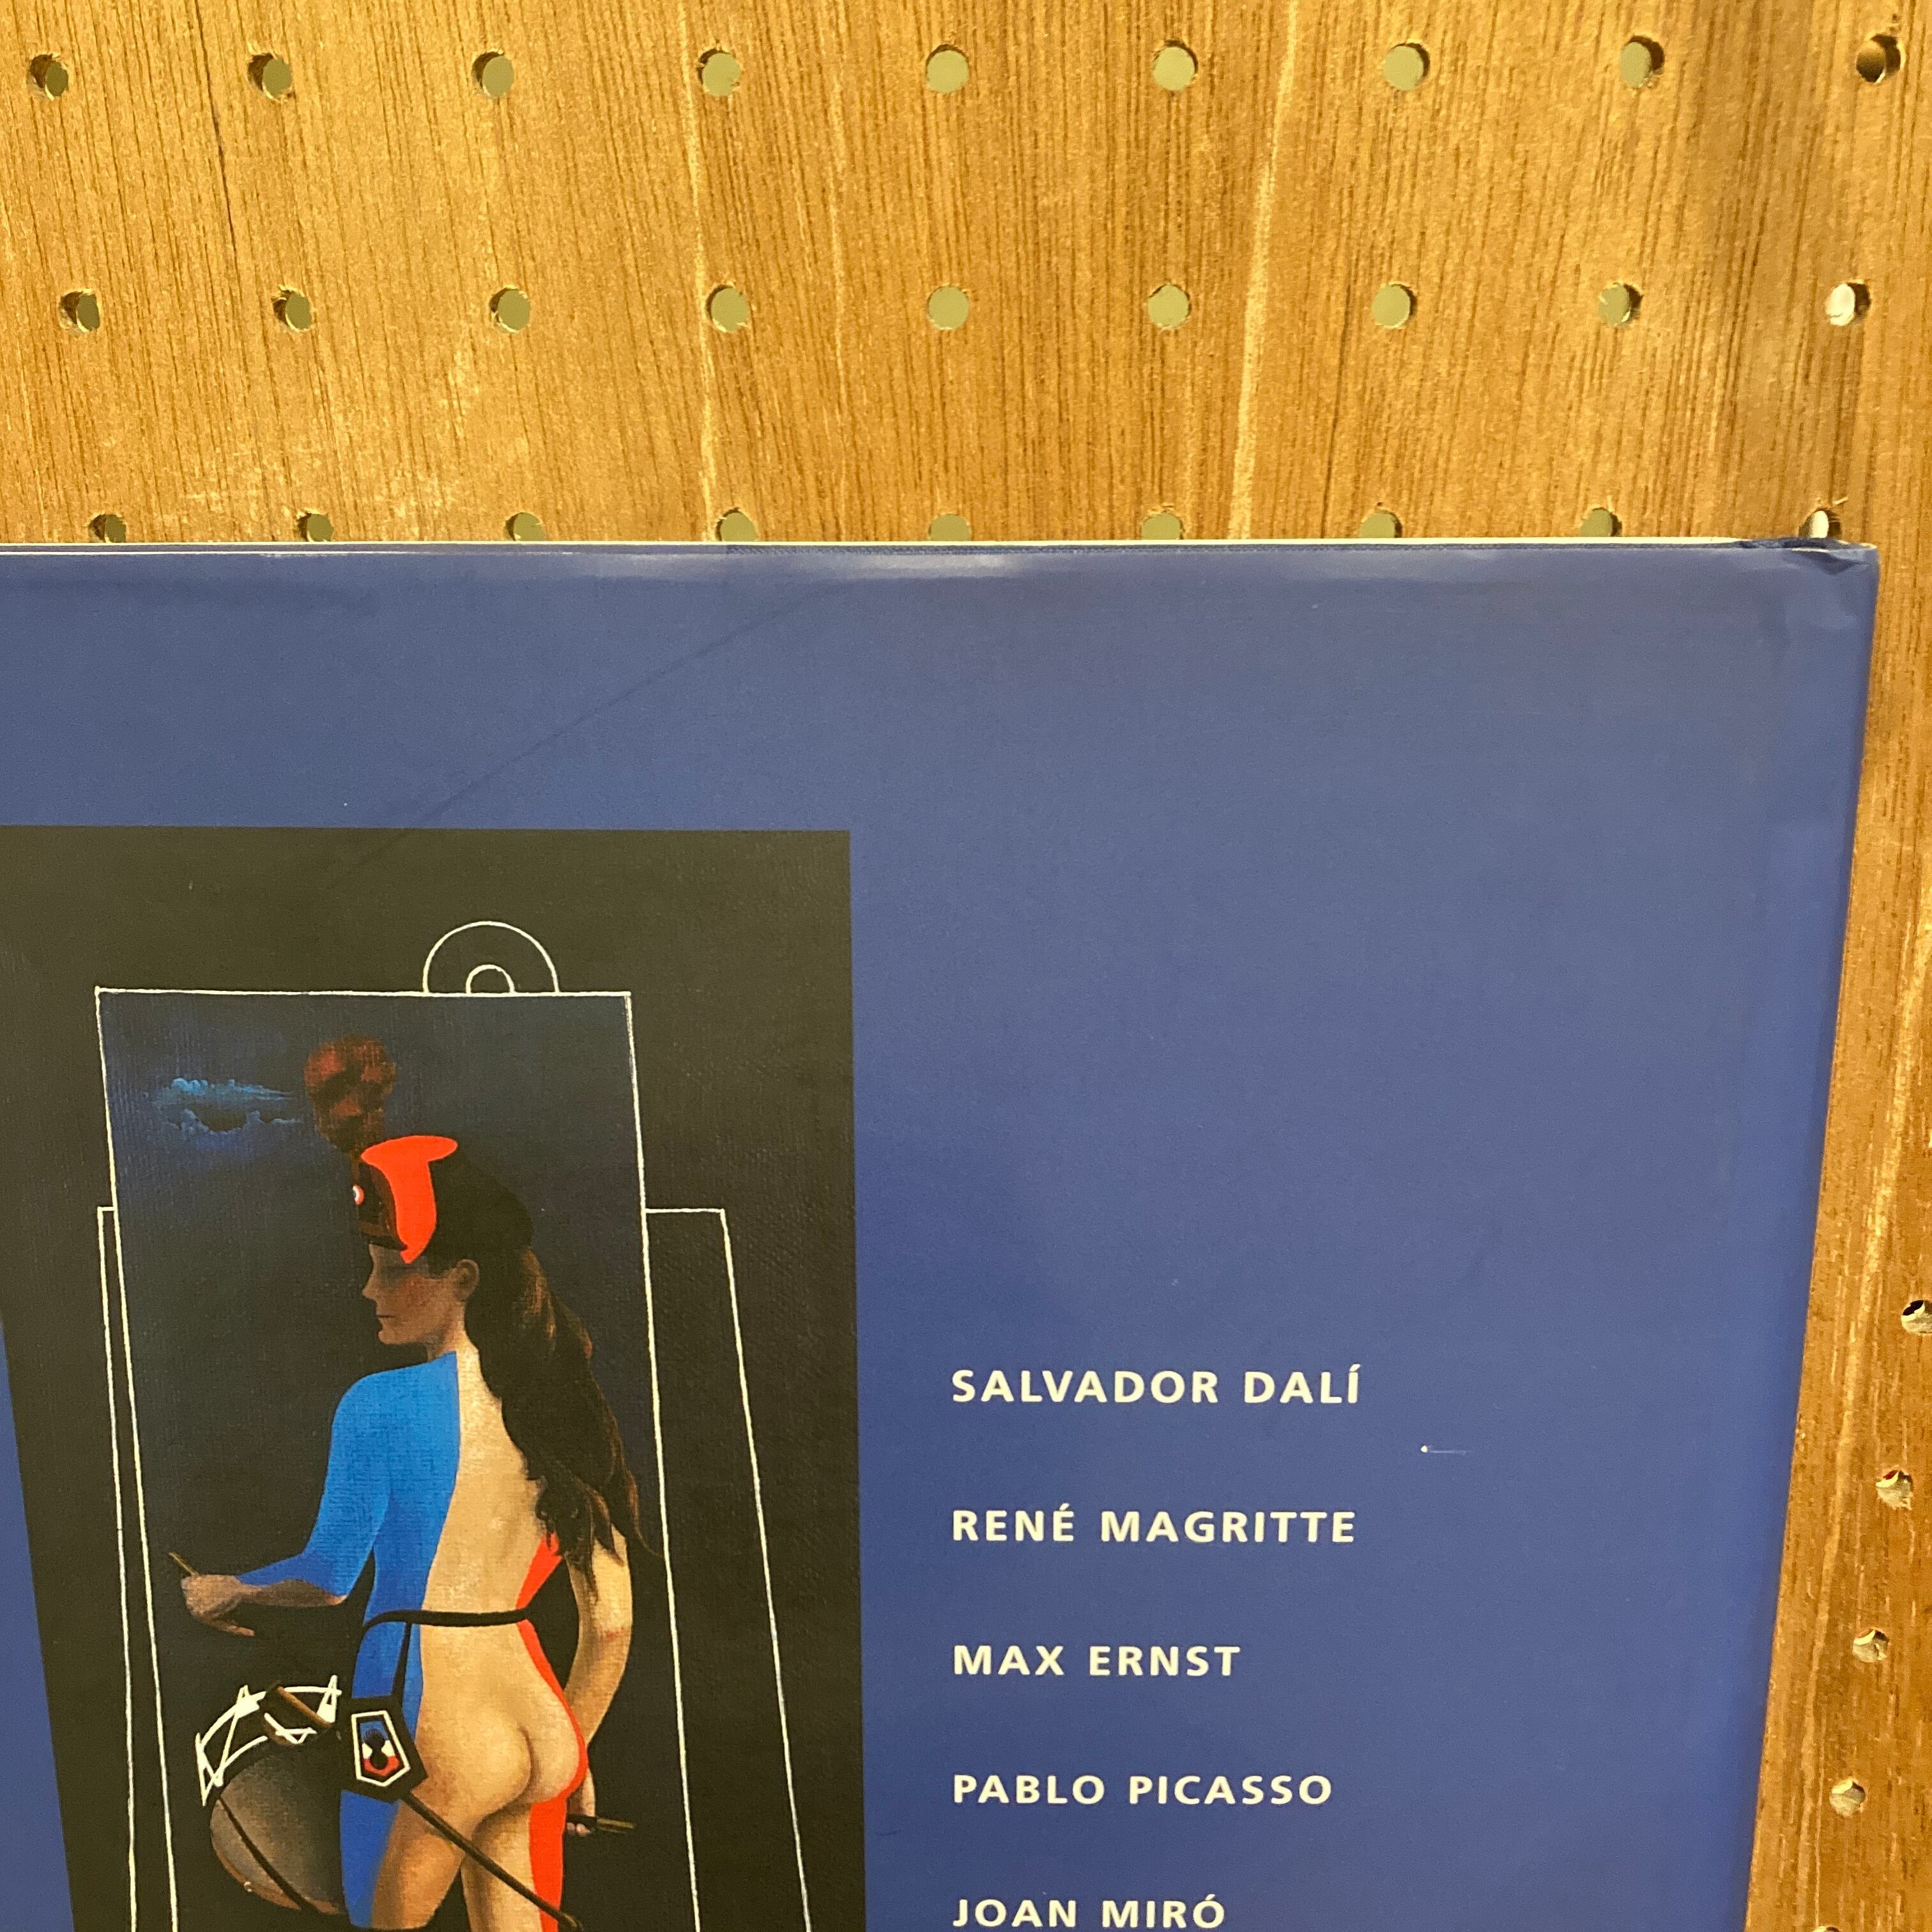 SALVADOR DALÍ
RENÉ MAGRITTE
MAX ERNST
PABLO PICASSO
JOAN MIRÓ